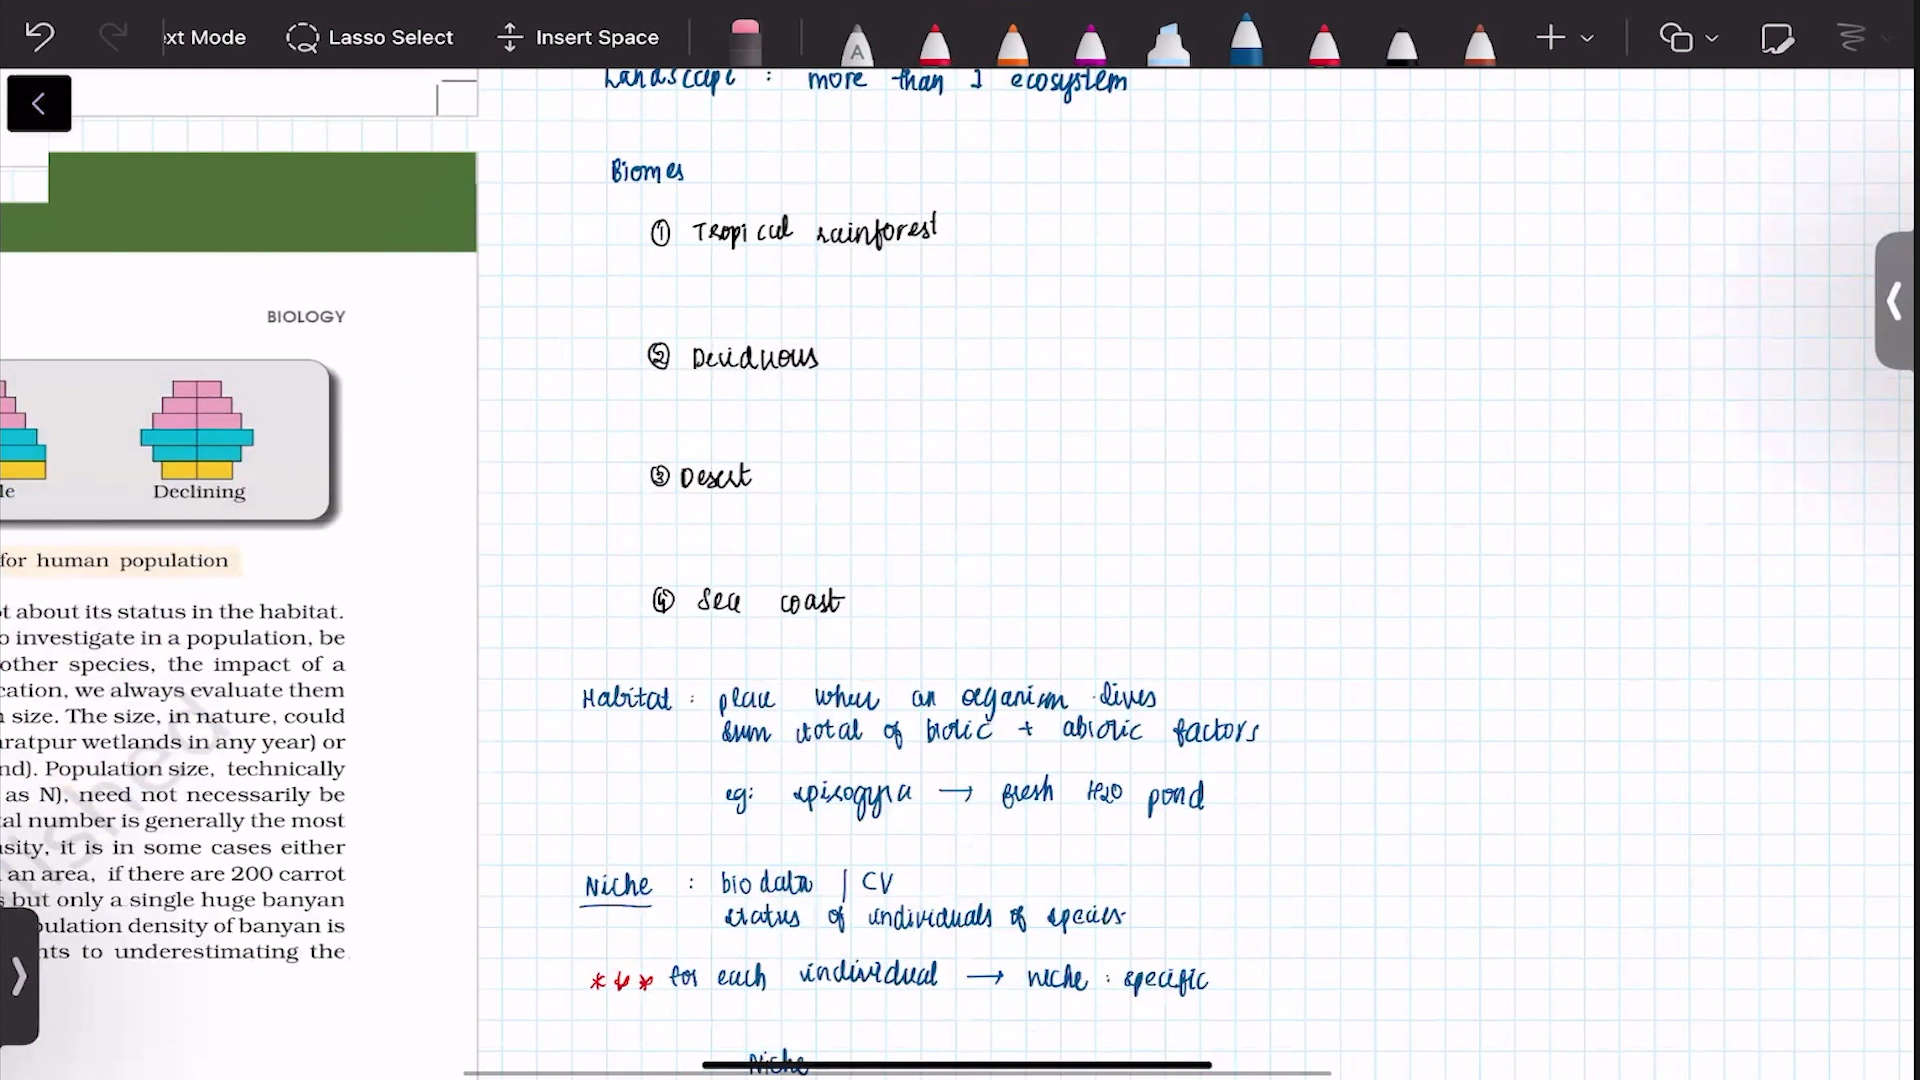 xt Mode Lasso Select Insert Space
Landscape : more than 1 ecosystem
Biomes
① Tropical rainforest
② Deciduous
③ Desert
④ Sea coast
Habitat : place where an organism lives
sum total of biotic + abiotic factors
eg: spirogyra → fresh H2O pond
Niche : bio data | CV
status of individuals of species
*** for each individual → niche : specific
Niche
BIOLOGY
le Declining
for human population
t about its status in the habitat.
o investigate in a population, be
other species, the impact of a
cation, we always evaluate them
n size. The size, in nature, could
aratpur wetlands in any year) or
nd). Population size, technically
as N), need not necessarily be
tal number is generally the most
nsity, it is in some cases either
an area, if there are 200 carrot
s but only a single huge banyan
pulation density of banyan is
nts to underestimating the